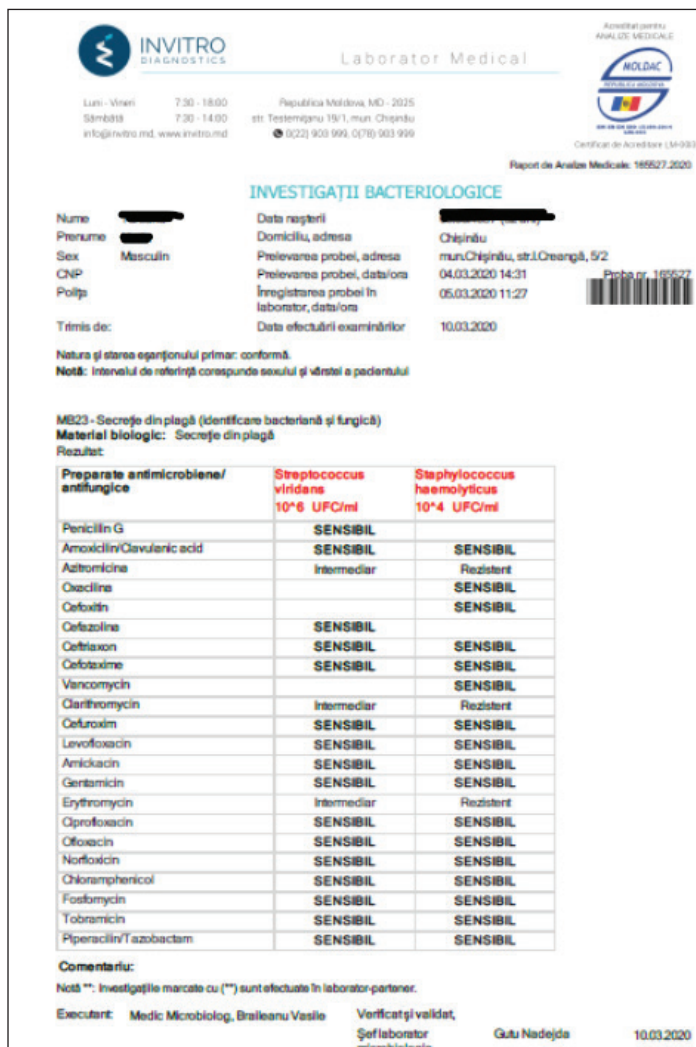 INVITRO
DIAGNOSTICS
Laborator Medical
Acreditat pentru
ANALIZE MEDICALE
MOLDAC
REPUBLICA MOLDOVA
Luni - Vineri 7:30 - 18:00 Republica Moldova, MD - 2025
Sâmbătă 7:30 - 14:00 str. Testemițanu 19/1, mun. Chișinău
info@invitro.md, www.invitro.md 0(22) 903 999, 0(78) 903 999
Certificat de Acreditare
Raport de Analize Medicale: 165527.2020
INVESTIGAȚII BACTERIOLOGICE
Nume Data nașterii
Prenume Domiciliu, adresa Chișinău
Sex Masculin Prelevarea probei, adresa mun.Chișinău, str.I.Creangă, 5/2
CNP Prelevarea probei, data/ora 04.03.2020 14:31 Proba nr. 165527
Polița Înregistrarea probei în laborator, data/ora 05.03.2020 11:27
Trimis de: Data efectuării examinărilor 10.03.2020
Natura și starea eșantionului primar: conformă.
Notă: Intervalul de referință corespunde sexului și vârstei a pacientului
MB23 - Secreție din plagă (identificare bacteriană și fungică)
Material biologic: Secreție din plagă
Rezultat:
Preparate antimicrobiene/ Streptococcus Staphylococcus
antifungice viridans haemolyticus
10^6 UFC/ml 10^4 UFC/ml
Penicillin G SENSIBIL
Amoxicilin/Clavulanic acid SENSIBIL SENSIBIL
Azitromicina Intermediar Rezistent
Oxacilina SENSIBIL
Cefoxitin SENSIBIL
Cefazolina SENSIBIL
Ceftriaxon SENSIBIL SENSIBIL
Cefotaxime SENSIBIL SENSIBIL
Vancomycin SENSIBIL
Clarithromycin Intermediar Rezistent
Cefuroxim SENSIBIL SENSIBIL
Levofloxacin SENSIBIL SENSIBIL
Amickacin SENSIBIL SENSIBIL
Gentamicin SENSIBIL SENSIBIL
Erythromycin Intermediar Rezistent
Ciprofloxacin SENSIBIL SENSIBIL
Ofloxacin SENSIBIL SENSIBIL
Norfloxicin SENSIBIL SENSIBIL
Chloramphenicol SENSIBIL SENSIBIL
Fosfomycin SENSIBIL SENSIBIL
Tobramicin SENSIBIL SENSIBIL
Piperacilin/Tazobactam SENSIBIL SENSIBIL
Comentariu:
Notă **: Investigațiile marcate cu (**) sunt efectuate în laborator-partener.
Executant: Medic Microbiolog, Braileanu Vasile Verificat și validat,
Șef laborator Gutu Nadejda 10.03.2020
microbiologie